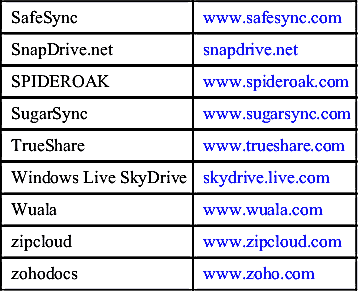 SafeSync www.safesync.com
SnapDrive.net snapdrive.net
SPIDEROAK www.spideroak.com
SugarSync www.sugarsync.com
TrueShare www.trueshare.com
Windows Live SkyDrive skydrive.live.com
Wuala www.wuala.com
zipcloud www.zipcloud.com
zohodocs www.zoho.com